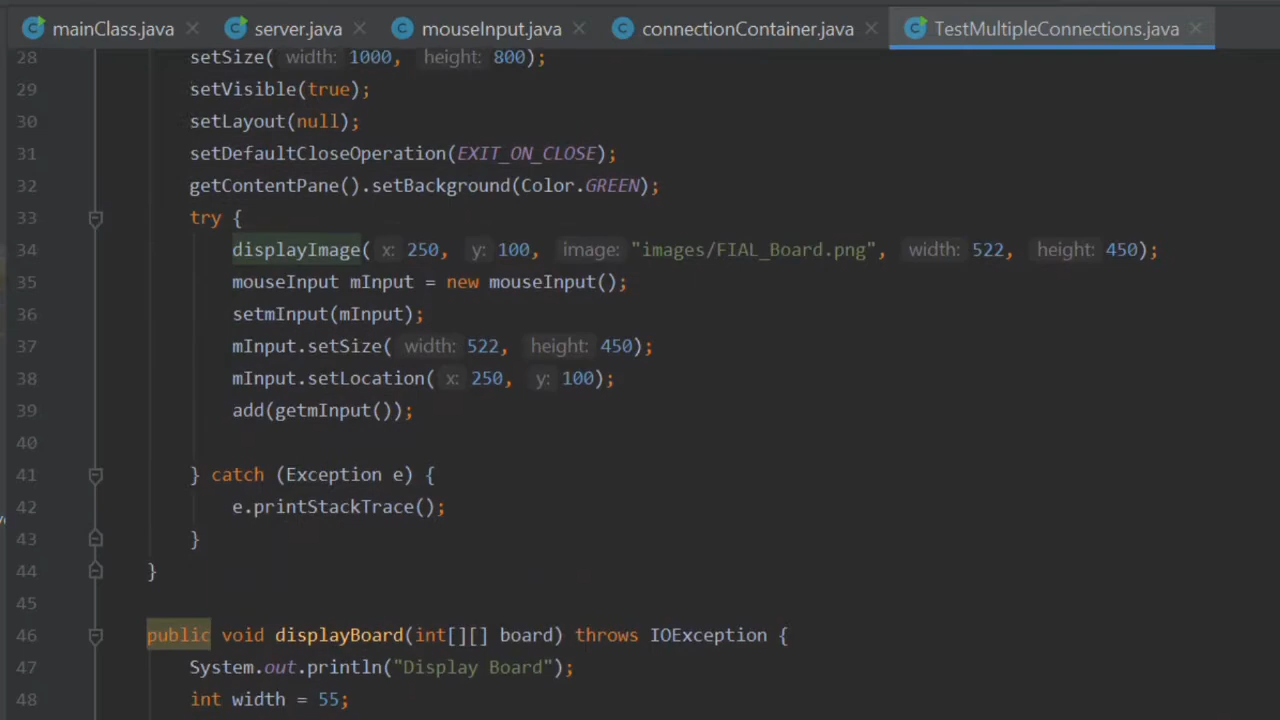 mainClass.java server.java mouseInput.java connectionContainer.java TestMultipleConnections.java
28 setSize( width: 1000, height: 800);
29 setVisible(true);
30 setLayout(null);
31 setDefaultCloseOperation(EXIT_ON_CLOSE);
32 getContentPane().setBackground(Color.GREEN);
33 try {
34 displayImage( x: 250, y: 100, image: "images/FIAL_Board.png", width: 522, height: 450);
35 mouseInput mInput = new mouseInput();
36 setmInput(mInput);
37 mInput.setSize( width: 522, height: 450);
38 mInput.setLocation( x: 250, y: 100);
39 add(getmInput());
40
41 } catch (Exception e) {
42 e.printStackTrace();
43 }
44 }
45
46 public void displayBoard(int[][] board) throws IOException {
47 System.out.println("Display Board");
48 int width = 55;